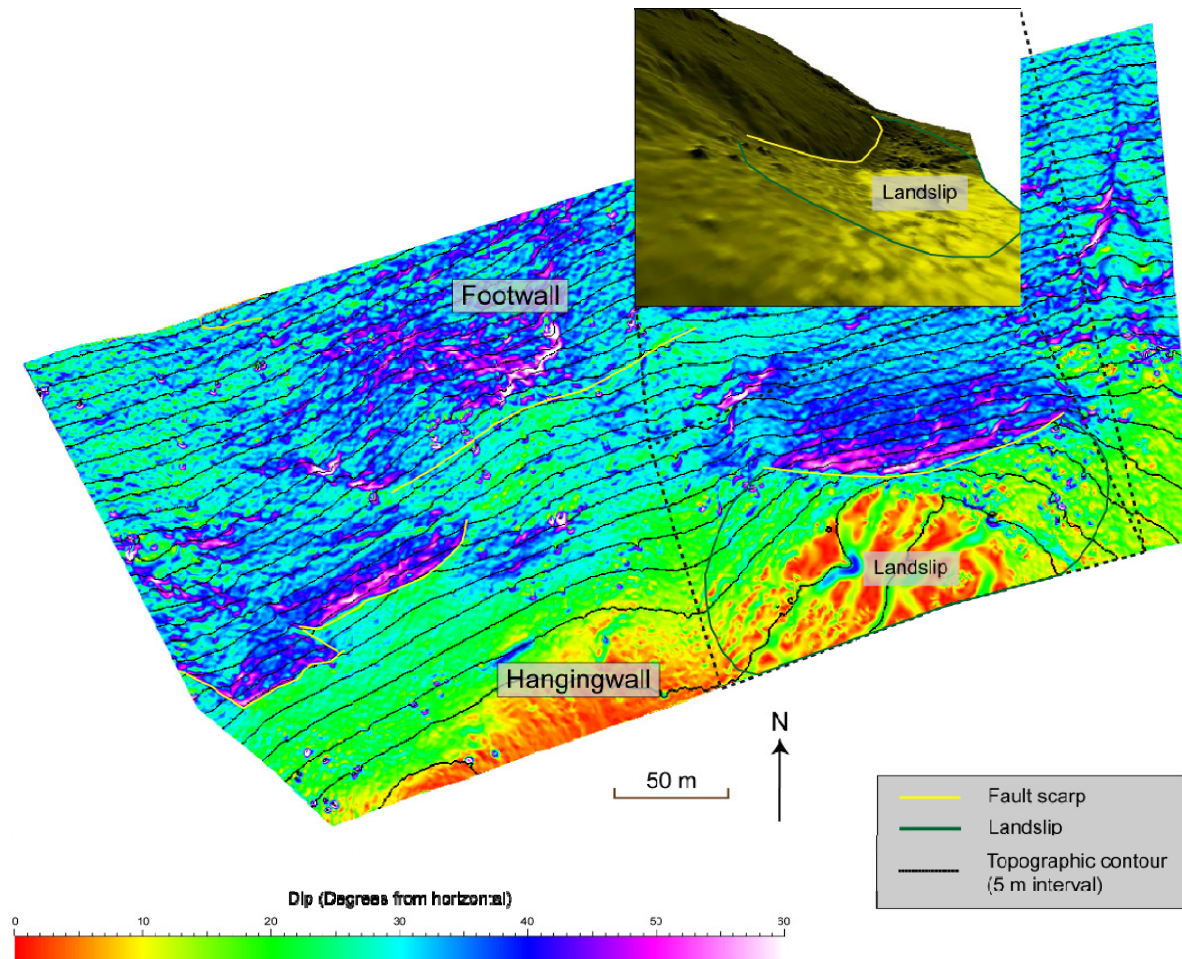 Landslip
Footwall
Landslip
Hangingwall
N
50 m
Fault scarp
Landslip
Topographic contour
(5 m interval)
Dip (Degrees from horizontal)
0 10 20 30 40 50 60